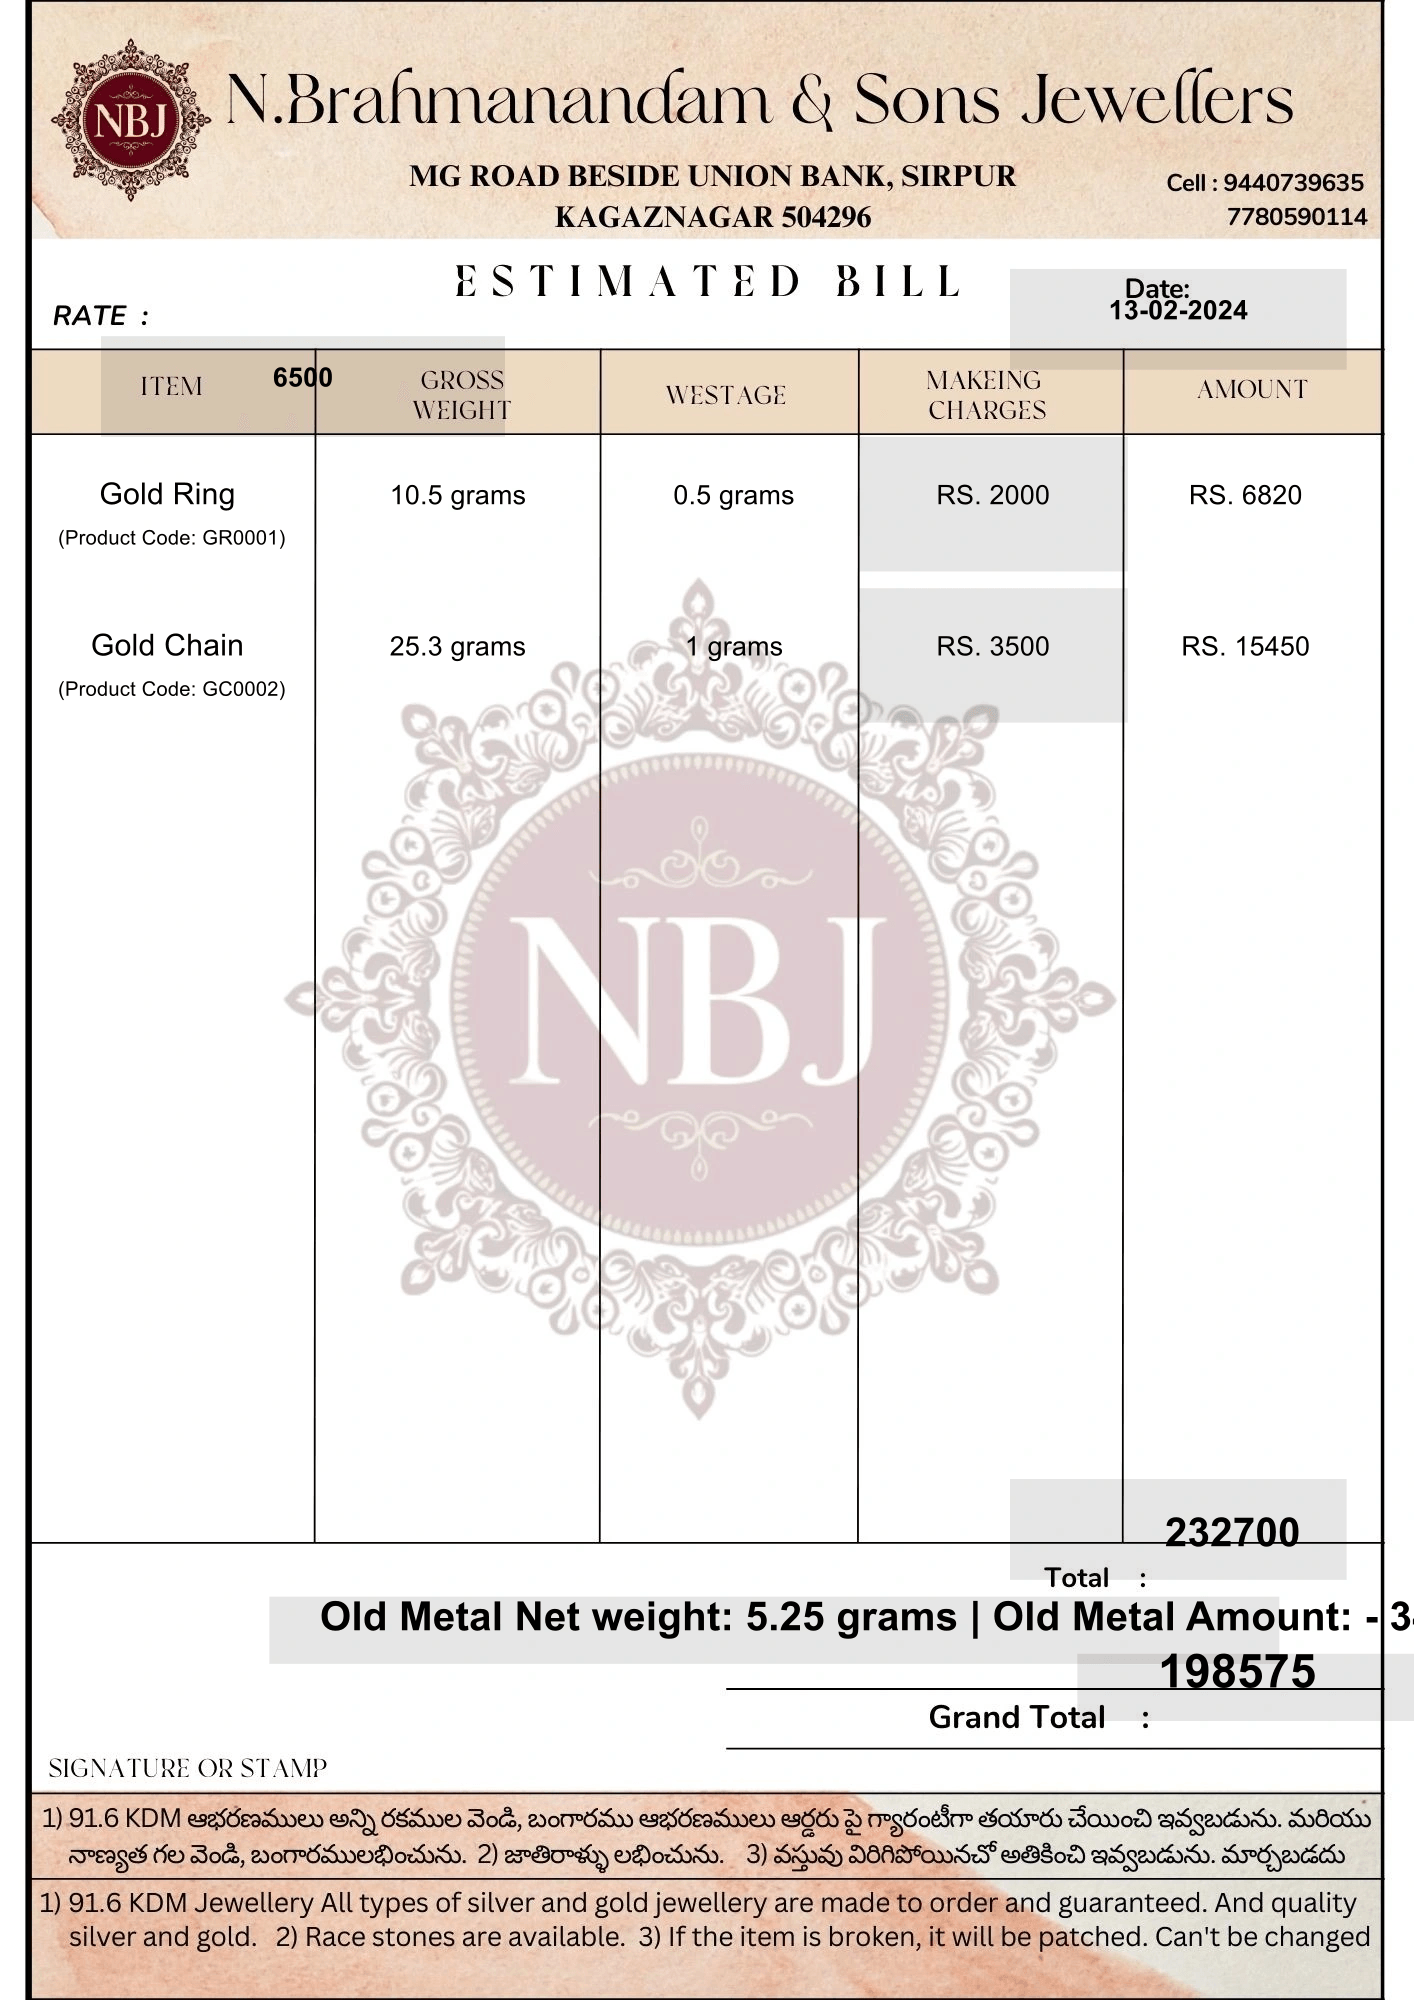 NBJ
N.Brahmanandam & Sons Jewellers
MG ROAD BESIDE UNION BANK, SIRPUR
KAGAZNAGAR 504296
Cell : 9440739635
7780590114
ESTIMATED BILL
Date:
13-02-2024
RATE :
6500
ITEM GROSS WEIGHT WESTAGE MAKEING CHARGES AMOUNT
Gold Ring 10.5 grams 0.5 grams RS. 2000 RS. 6820
(Product Code: GR0001)
Gold Chain 25.3 grams 1 grams RS. 3500 RS. 15450
(Product Code: GC0002)
NBJ
232700
Total :
Old Metal Net weight: 5.25 grams | Old Metal Amount: -
198575
Grand Total :
SIGNATURE OR STAMP
1) 91.6 KDM ఆభరణములు అన్ని రకముల వెండి, బంగారము ఆభరణములు ఆర్డరు పై గ్యారంటీగా తయారు చేయించి ఇవ్వబడును. మరియు
నాణ్యత గల వెండి, బంగారములభించును. 2) జాతిరాళ్ళు లభించును. 3) వస్తువు విరిగిపోయినచో అతికించి ఇవ్వబడును. మార్చబడదు
1) 91.6 KDM Jewellery All types of silver and gold jewellery are made to order and guaranteed. And quality
silver and gold. 2) Race stones are available. 3) If the item is broken, it will be patched. Can't be changed